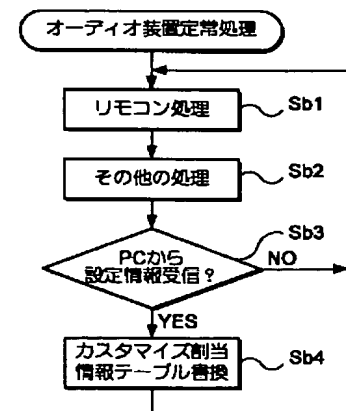 オーディオ装置定常処理
リモコン処理
Sb1
その他の処理
Sb2
Sb3
PCから
設定情報受信？
NO
YES
カスタマイズ割当
情報テーブル書換
Sb4